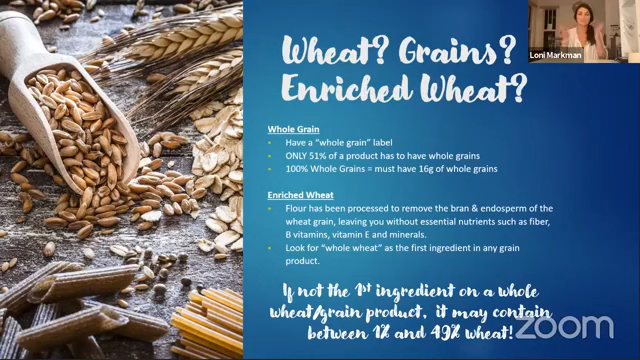 Loni Markman
Wheat? Grains?
Enriched Wheat?
Whole Grain
Have a “whole grain” label
ONLY 51% of a product has to have whole grains
100% Whole Grains = must have 16g of whole grains
Enriched Wheat
Flour has been processed to remove the bran & endosperm of the
wheat grain, leaving you without essential nutrients such as fiber,
B vitamins, vitamin E and minerals.
Look for “whole wheat” as the first ingredient in any grain
product.
If not the 1st ingredient on a whole
wheat/grain product, it may contain
between 1% and 49% wheat!
zoom